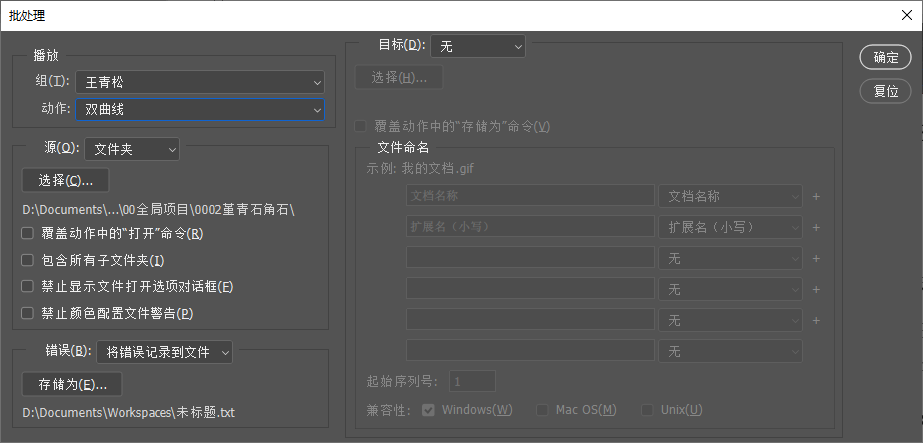 批处理
播放
组(T):
王青松
动作:
双曲线
源(O):
文件夹
选择(C)...
D:\Documents\...\00全局项目\0002堇青石角石\
覆盖动作中的“打开”命令(R)
包含所有子文件夹(I)
禁止显示文件打开选项对话框(F)
禁止颜色配置文件警告(P)
错误(B):
将错误记录到文件
存储为(E)...
D:\Documents\Workspaces\未标题.txt
目标(D):
无
选择(H)...
覆盖动作中的“存储为”命令(V)
文件命名
示例: 我的文档.gif
文档名称
文档名称
+
扩展名（小写）
扩展名（小写）
+
无
+
无
+
无
+
无
起始序列号:
1
兼容性:
Windows(W)
Mac OS(M)
Unix(U)
确定
复位